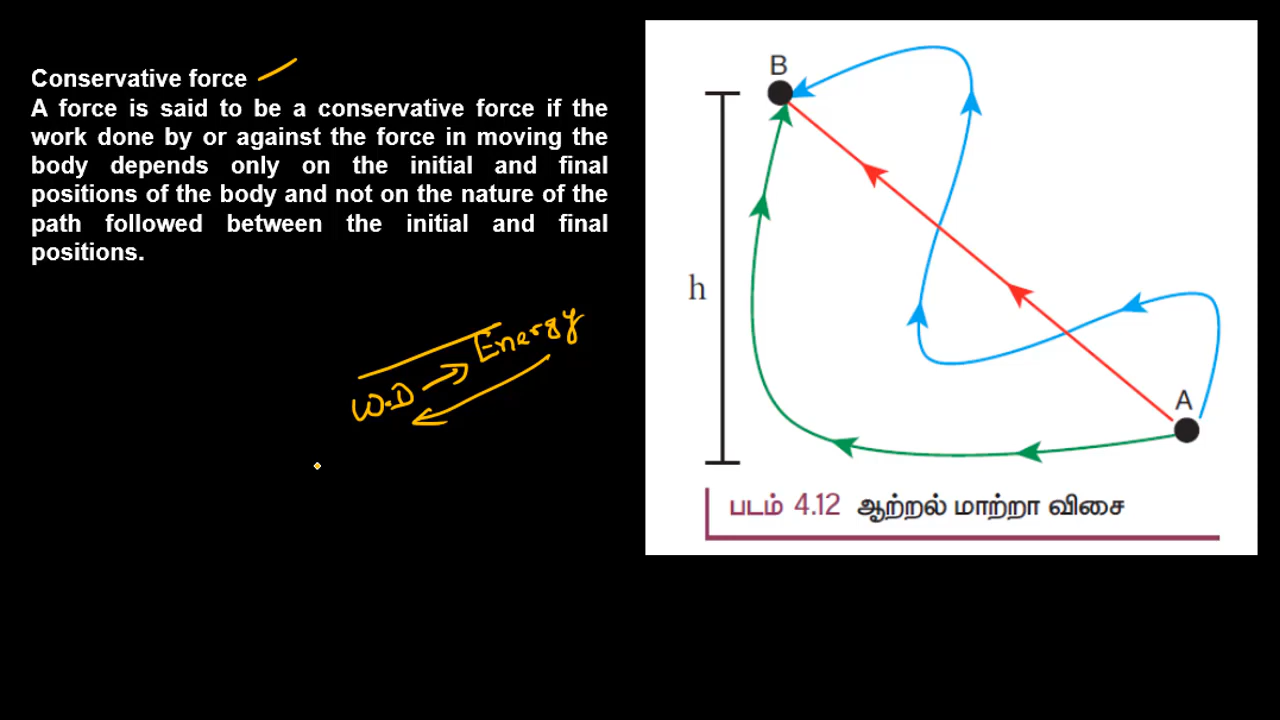 Conservative force
A force is said to be a conservative force if the
work done by or against the force in moving the
body depends only on the initial and final
positions of the body and not on the nature of the
path followed between the initial and final
positions.
W.D → Energy
B
h
A
படம் 4.12 ஆற்றல் மாற்றா விசை